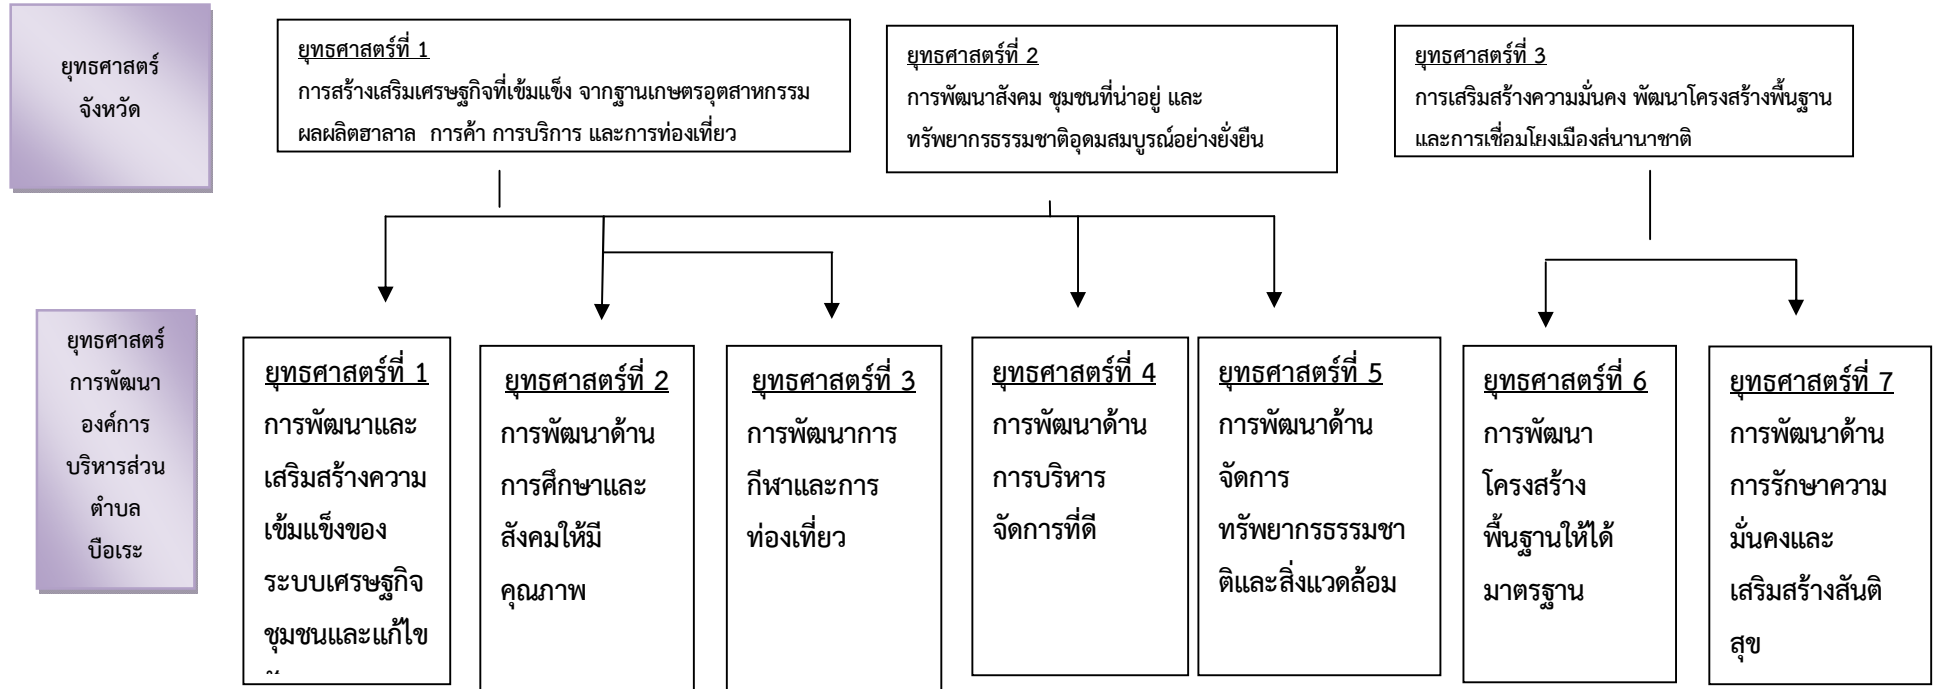 ยุทธศาสตร์
จังหวัด
ยุทธศาสตร์ที่ 1
การสร้างเสริมเศรษฐกิจที่เข้มแข็ง จากฐานเกษตรอุตสาหกรรม
ผลผลิตฮาลาล การค้า การบริการ และการท่องเที่ยว
ยุทธศาสตร์ที่ 2
การพัฒนาสังคม ชุมชนที่น่าอยู่ และ
ทรัพยากรธรรมชาติอุดมสมบูรณ์อย่างยั่งยืน
ยุทธศาสตร์ที่ 3
การเสริมสร้างความมั่นคง พัฒนาโครงสร้างพื้นฐาน
และการเชื่อมโยงเมืองสู่นานาชาติ
ยุทธศาสตร์
การพัฒนา
องค์การ
บริหารส่วน
ตำบล
บือเระ
ยุทธศาสตร์ที่ 1
การพัฒนาและ
เสริมสร้างความ
เข้มแข็งของ
ระบบเศรษฐกิจ
ชุมชนและแก้ไข
ยุทธศาสตร์ที่ 2
การพัฒนาด้าน
การศึกษาและ
สังคมให้มี
คุณภาพ
ยุทธศาสตร์ที่ 3
การพัฒนาการ
กีฬาและการ
ท่องเที่ยว
ยุทธศาสตร์ที่ 4
การพัฒนาด้าน
การบริหาร
จัดการที่ดี
ยุทธศาสตร์ที่ 5
การพัฒนาด้าน
จัดการ
ทรัพยากรธรรมชา
ติและสิ่งแวดล้อม
ยุทธศาสตร์ที่ 6
การพัฒนา
โครงสร้าง
พื้นฐานให้ได้
มาตรฐาน
ยุทธศาสตร์ที่ 7
การพัฒนาด้าน
การรักษาความ
มั่นคงและ
เสริมสร้างสันติ
สุข